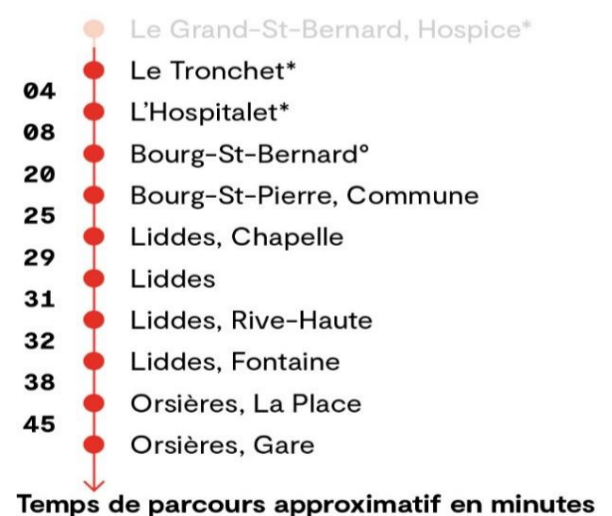 Le Grand-St-Bernard, Hospice*
Le Tronchet*
04
L'Hospitalet*
08
Bourg-St-Bernard°
20
Bourg-St-Pierre, Commune
25
Liddes, Chapelle
29
Liddes
31
Liddes, Rive-Haute
32
Liddes, Fontaine
38
Orsières, La Place
45
Orsières, Gare
Temps de parcours approximatif en minutes